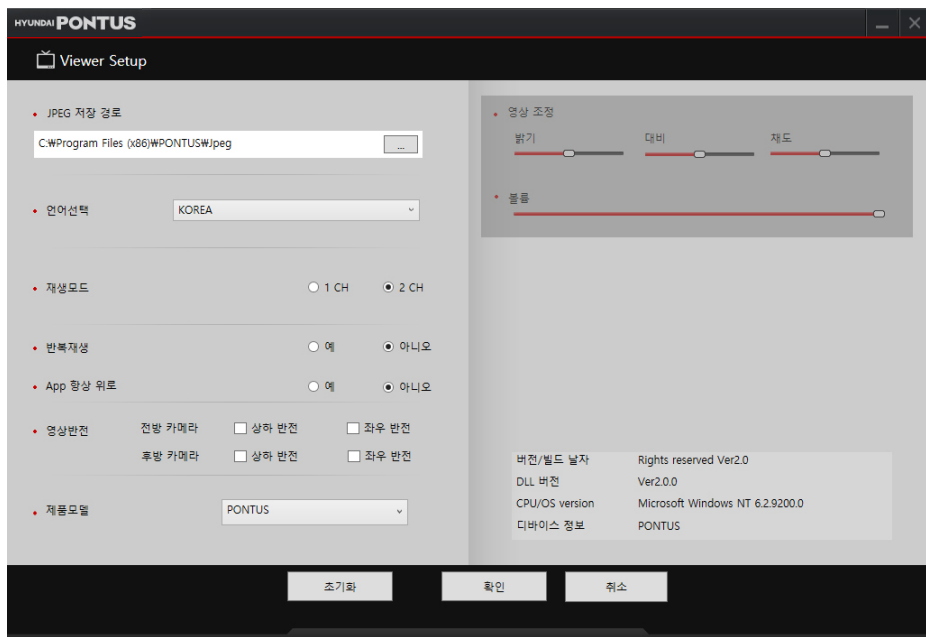 HYUNDAI PONTUS
Viewer Setup
JPEG 저장 경로
C:₩Program Files (x86)₩PONTUS₩Jpeg
...
언어선택 KOREA
재생모드 1 CH 2 CH
반복재생 예 아니오
App 항상 위로 예 아니오
영상반전 전방 카메라 상하 반전 좌우 반전
후방 카메라 상하 반전 좌우 반전
제품모델 PONTUS
영상 조정
밝기 대비 채도
볼륨
버전/빌드 날자 Rights reserved Ver2.0
DLL 버전 Ver2.0.0
CPU/OS version Microsoft Windows NT 6.2.9200.0
디바이스 정보 PONTUS
초기화 확인 취소